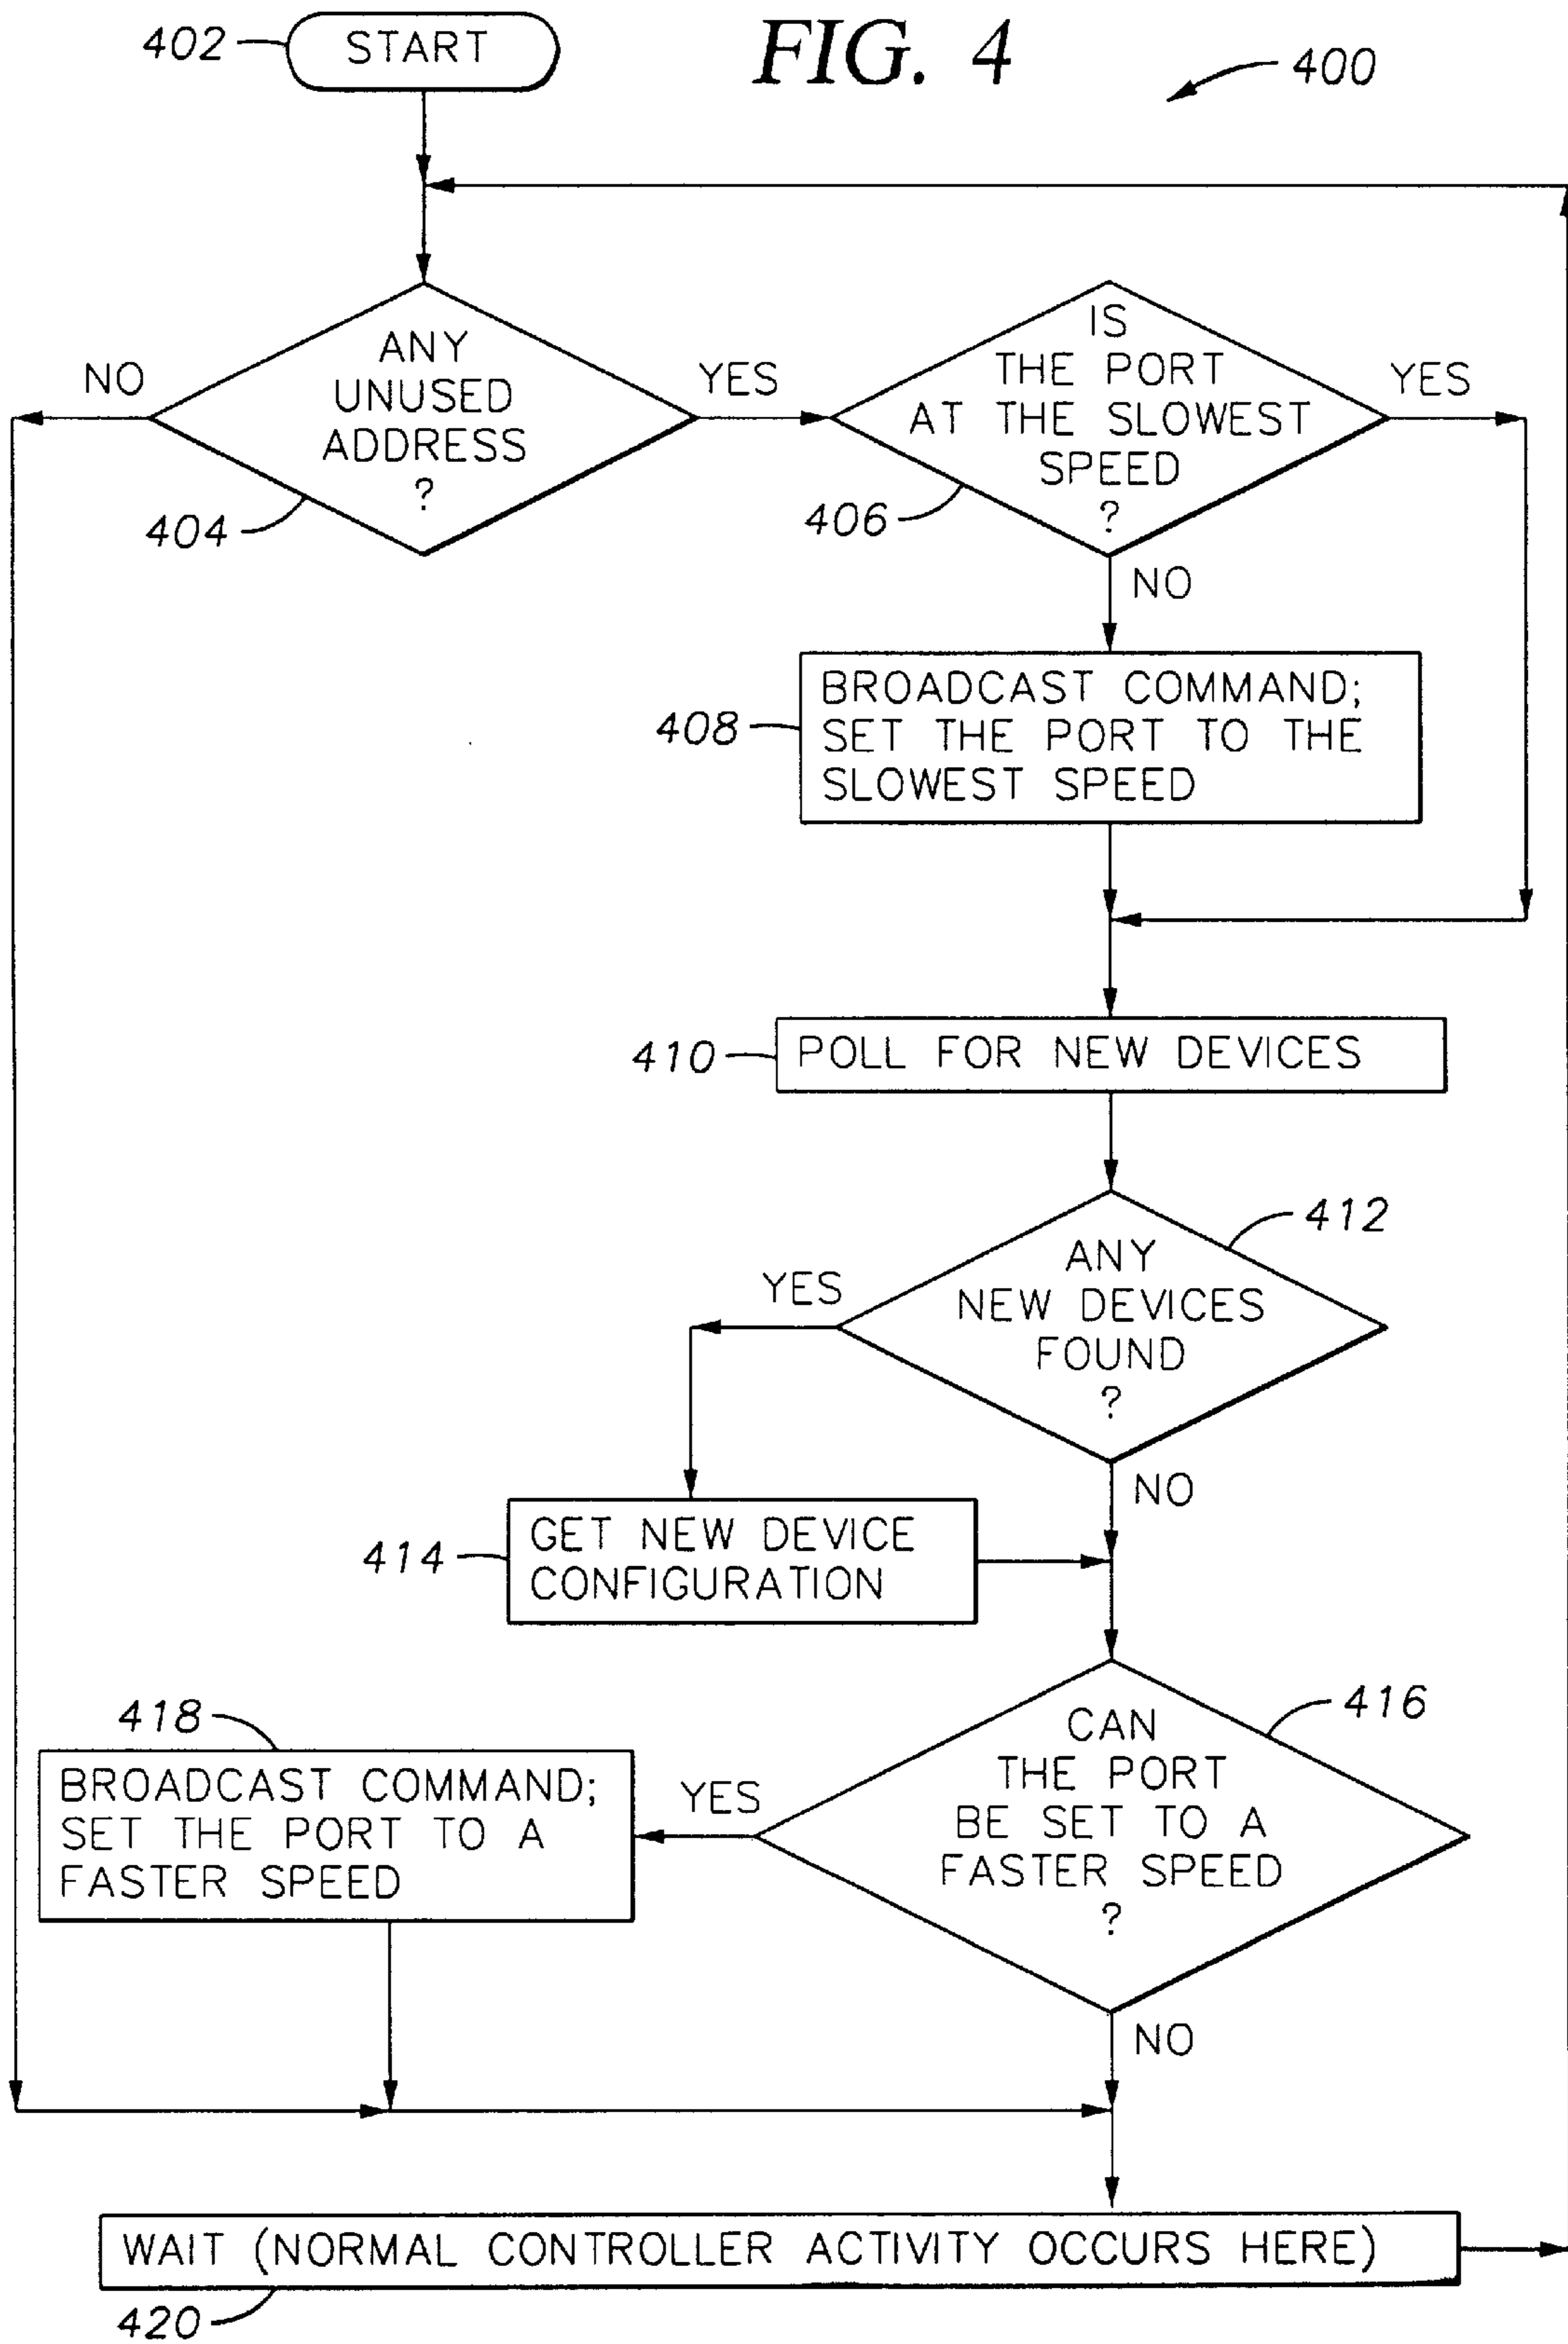 402
START
FIG. 4
400
ANY
UNUSED
ADDRESS
?
NO
YES
404
IS
THE PORT
AT THE SLOWEST
SPEED
?
YES
406
NO
408
BROADCAST COMMAND;
SET THE PORT TO THE
SLOWEST SPEED
410
POLL FOR NEW DEVICES
412
ANY
NEW DEVICES
FOUND
?
YES
NO
414
GET NEW DEVICE
CONFIGURATION
416
CAN
THE PORT
BE SET TO A
FASTER SPEED
?
YES
418
BROADCAST COMMAND;
SET THE PORT TO A
FASTER SPEED
NO
WAIT (NORMAL CONTROLLER ACTIVITY OCCURS HERE)
420